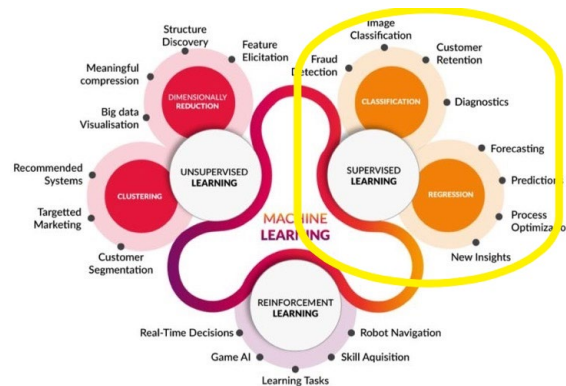 Structure
Discovery
Feature
Elicitation
Meaningful
compression
Big data
Visualisation
DIMENSIONALLY
REDUCTION
Recommended
Systems
Targetted
Marketing
Customer
Segmentation
CLUSTERING
UNSUPERVISED
LEARNING
MACHINE
LEARNING
Image
Classification
Fraud
Detection
Customer
Retention
Diagnostics
CLASSIFICATION
SUPERVISED
LEARNING
Forecasting
Predictions
Process
Optimizatio
New Insights
REGRESSION
REINFORCEMENT
LEARNING
Real-Time Decisions
Robot Navigation
Game AI
Skill Aquisition
Learning Tasks